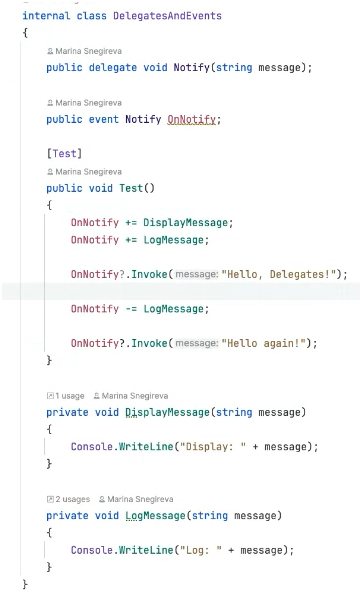 internal class DelegatesAndEvents
{
Marina Snegireva
public delegate void Notify(string message);
Marina Snegireva
public event Notify OnNotify;
[Test]
Marina Snegireva
public void Test()
{
OnNotify += DisplayMessage;
OnNotify += LogMessage;
OnNotify?.Invoke( message: "Hello, Delegates!");
OnNotify -= LogMessage;
OnNotify?.Invoke( message: "Hello again!");
}
1 usage Marina Snegireva
private void DisplayMessage(string message)
{
Console.WriteLine("Display: " + message);
}
2 usages Marina Snegireva
private void LogMessage(string message)
{
Console.WriteLine("Log: " + message);
}
}